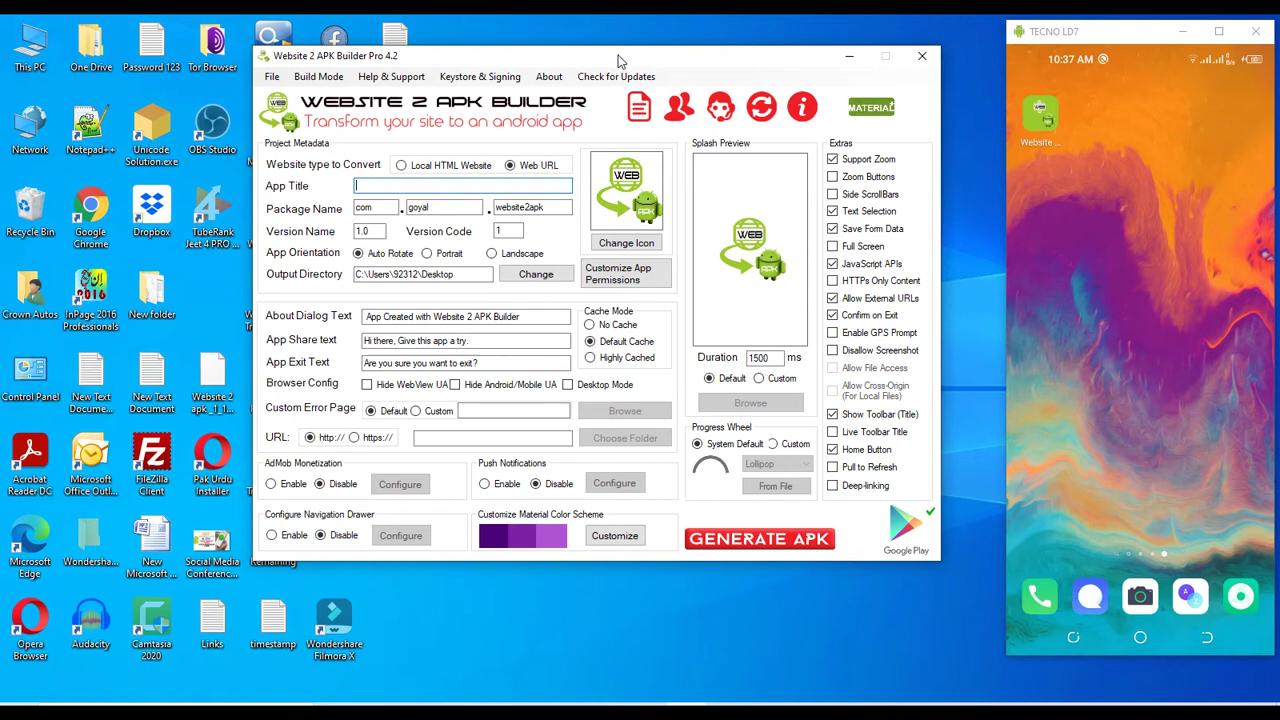 This PC
One Drive
Password 123
Tor Browser
Network
Notepad++
Unicode
Solution.exe
OBS Studio
Recycle Bin
Google
Chrome
Dropbox
TubeRank
Jeet 4 PRO ...
Crown Autos
InPage 2016
Professionals
New folder
Control Panel
New Text
Docume...
New Text
Document
Website 2
apk _1_1...
Acrobat
Reader DC
Microsoft
Office Outl...
FileZilla
Client
Pak Urdu
Installer
Microsoft
Edge
Wondersha...
New
Microsoft ...
Social Media
Conferenc...
Remaining
Opera
Browser
Audacity
Camtasia
2020
Links
timestamp
Wondershare
Filmora X
Website 2 APK Builder Pro 4.2
File Build Mode Help & Support Keystore & Signing About Check for Updates
WEB
WEBSITE 2 APK BUILDER
Transform your site to an android app
MATERIAL
Project Metadata
Website type to Convert Local HTML Website Web URL
App Title
Package Name com . goyal . website2apk
Version Name 1.0 Version Code 1
App Orientation Auto Rotate Portrait Landscape
Output Directory C:\Users\92312\Desktop Change
WEB
APK
Change Icon
Customize App
Permissions
About Dialog Text App Created with Website 2 APK Builder
App Share text Hi there, Give this app a try.
App Exit Text Are you sure you want to exit?
Browser Config Hide WebView UA Hide Android/Mobile UA Desktop Mode
Custom Error Page Default Custom Browse
URL: http:// https:// Choose Folder
Cache Mode
No Cache
Default Cache
Highly Cached
AdMob Monetization
Enable Disable Configure
Push Notifications
Enable Disable Configure
Configure Navigation Drawer
Enable Disable Configure
Customize Material Color Scheme
Customize
Splash Preview
WEB
APK
Duration 1500 ms
Default Custom
Browse
Progress Wheel
System Default Custom
Lollipop
From File
GENERATE APK
Extras
Support Zoom
Zoom Buttons
Side ScrollBars
Text Selection
Save Form Data
Full Screen
JavaScript APIs
HTTPs Only Content
Allow External URLs
Confirm on Exit
Enable GPS Prompt
Disallow Screenshot
Allow File Access
Allow Cross-Origin
(For Local Files)
Show Toolbar (Title)
Live Toolbar Title
Home Button
Pull to Refresh
Deep-linking
Google Play
TECNO LD7
10:37 AM
Website ...